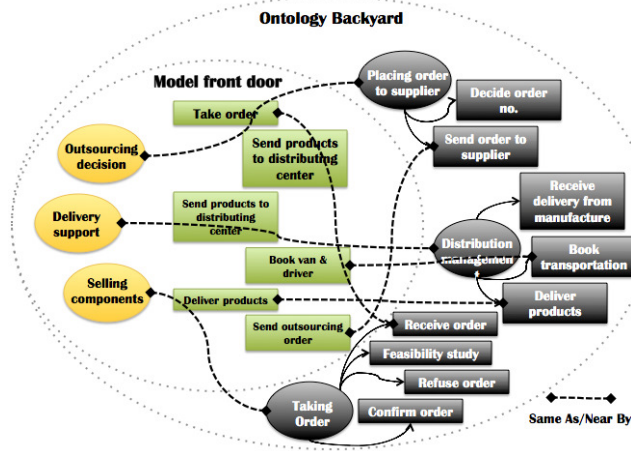 Ontology Backyard
Model front door
Placing order
to supplier
Decide order
no.
Take order
Send order to
supplier
Outsourcing
decision
Send products
to distributing
center
Receive
delivery from
manufacture
Send products to
distributing
center
Delivery
support
Distribution
management
Book
transportation
Book van &
driver
Selling
components
Deliver products
Deliver
products
Send outsourcing
order
Receive order
Feasibility study
Refuse order
Taking
Order
Confirm order
Same As/Near By